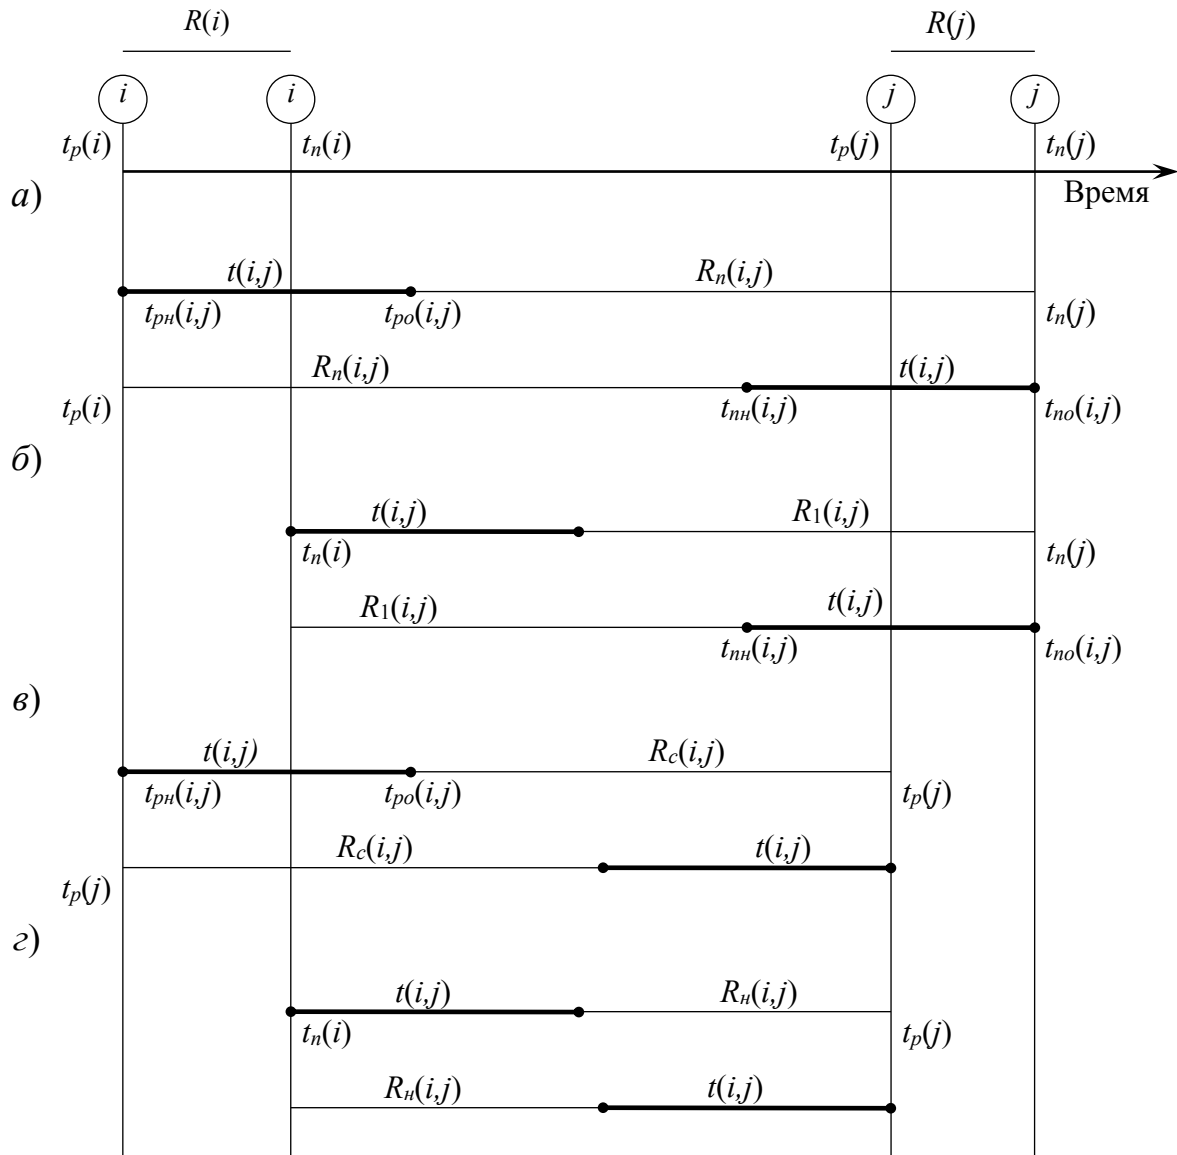 R(i) R(j)
i i j j
tр(i) tп(i) tр(j) tп(j)
а) Время
t(i,j) Rп(i,j)
tрн(i,j) tро(i,j) tп(j)
Rп(i,j) t(i,j)
tр(i) tпн(i,j) tпо(i,j)
б)
t(i,j) R1(i,j)
tп(i) tп(j)
R1(i,j) t(i,j)
tпн(i,j) tпо(i,j)
в)
t(i,j) Rс(i,j)
tрн(i,j) tро(i,j) tр(j)
Rс(i,j) t(i,j)
tр(j)
г)
t(i,j) Rн(i,j)
tп(i) tр(j)
Rн(i,j) t(i,j)